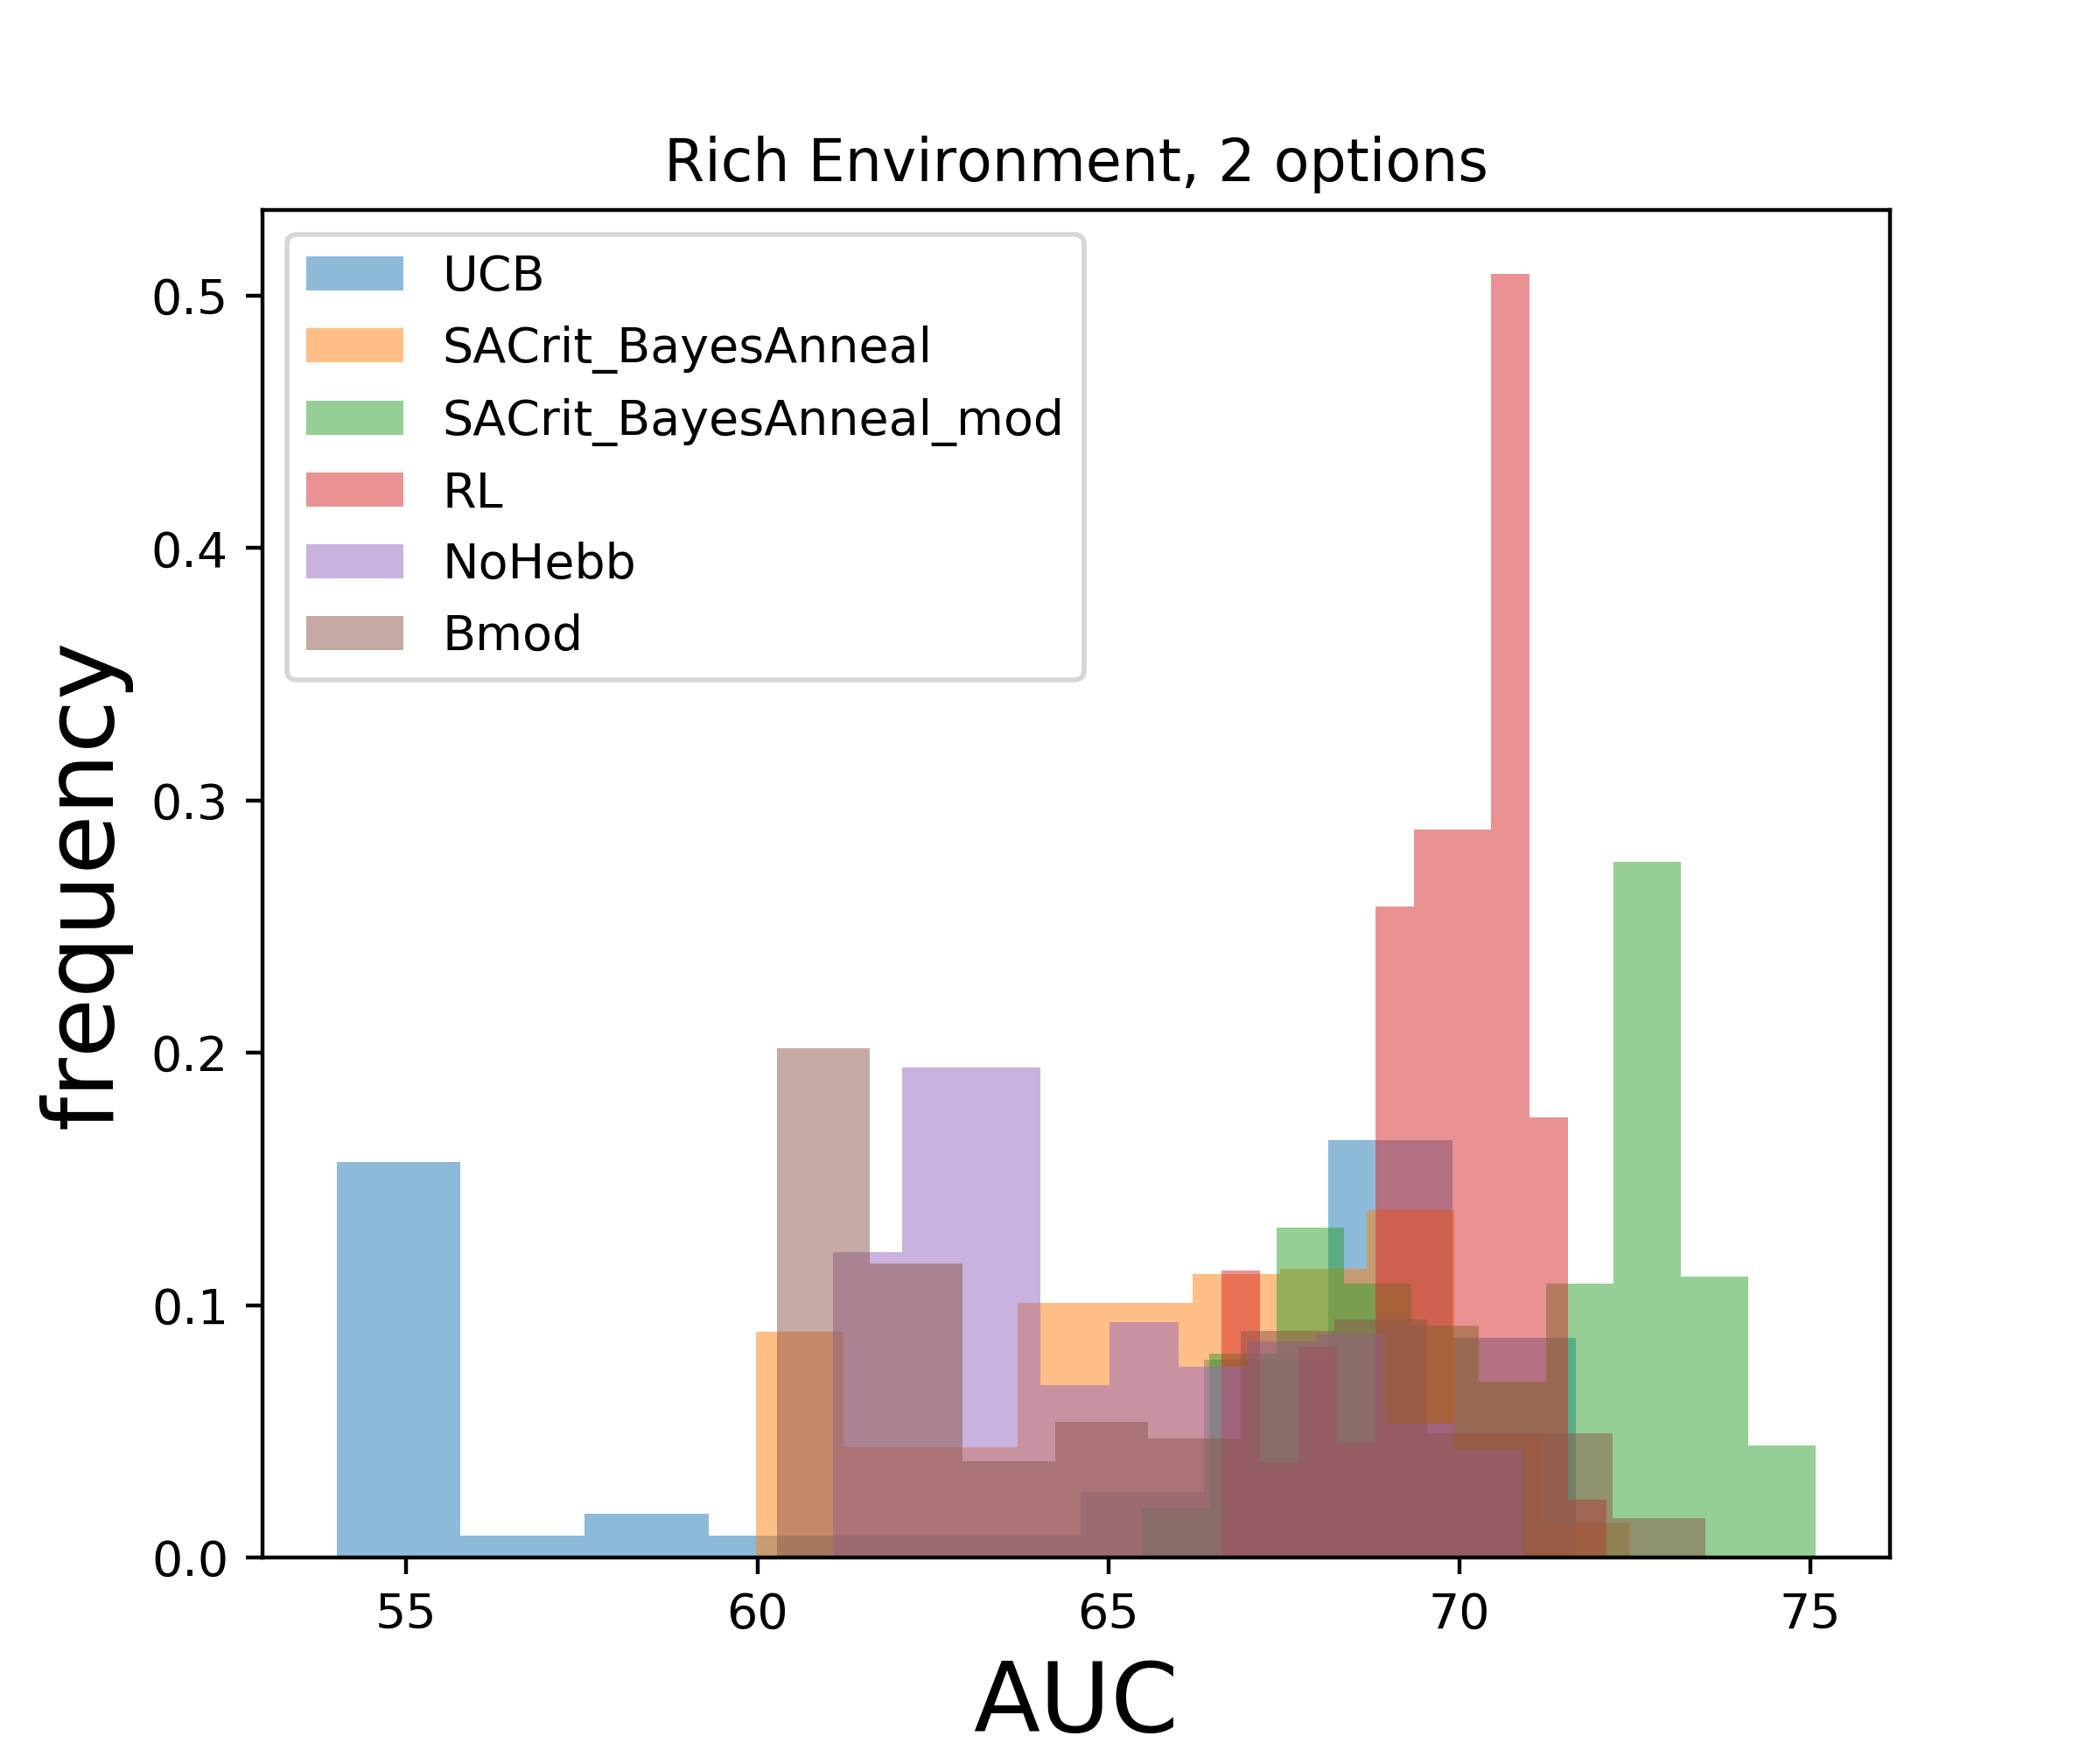 Rich Environment, 2 options
UCB
SACrit_BayesAnneal
SACrit_BayesAnneal_mod
RL
NoHebb
Bmod
frequency
0.5
0.4
0.3
0.2
0.1
0.0
55 60 65 70 75
AUC